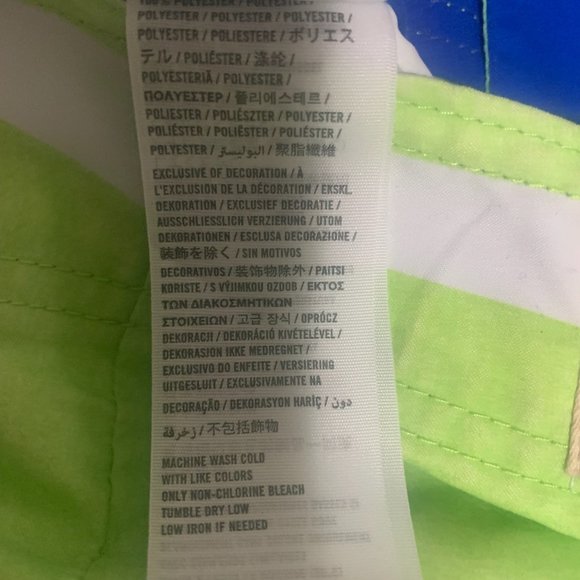 100% POLYESTER / POLYESTER /
POLYESTER / POLYESTER / POLYESTER /
POLYESTER / POLIESTERE / ポリエス
テル / POLIÉSTER / 涤纶 /
POLYESTERIÄ / POLYESTER /
ΠΟΛΥΕΣΤΕΡ / 폴리에스테르 /
POLIESTER / POLIÉSZTER / POLYESTER /
POLIÉSTER / POLIÉSTER / POLIÉSTER /
POLYESTER / البوليستر / 聚脂纖維
EXCLUSIVE OF DECORATION / À
L'EXCLUSION DE LA DÉCORATION / EKSKL.
DEKORATION / EXCLUSIEF DECORATIE /
AUSSCHLIESSLICH VERZIERUNG / UTOM
DEKORATIONEN / ESCLUSA DECORAZIONE /
装飾を除く / SIN MOTIVOS
DECORATIVOS / 装饰物除外 / PAITSI
KORISTE / S VÝJIMKOU OZDOB / ΕΚΤΟΣ
ΤΩΝ ΔΙΑΚΟΣΜΗΤΙΚΩΝ
ΣΤΟΙΧΕΙΩΝ / 고급 장식 / OPRÓCZ
DEKORACJI / DEKORÁCIÓ KIVÉTELÉVEL /
DEKORASJON IKKE MEDREGNET /
EXCLUSIVO DO ENFEITE / VERSIERING
UITGESLUIT / EXCLUSIVAMENTE NA
DECORAÇÃO / DEKORASYON HARİÇ / دون
زخرفة / 不包括飾物
MACHINE WASH COLD
WITH LIKE COLORS
ONLY NON-CHLORINE BLEACH
TUMBLE DRY LOW
LOW IRON IF NEEDED